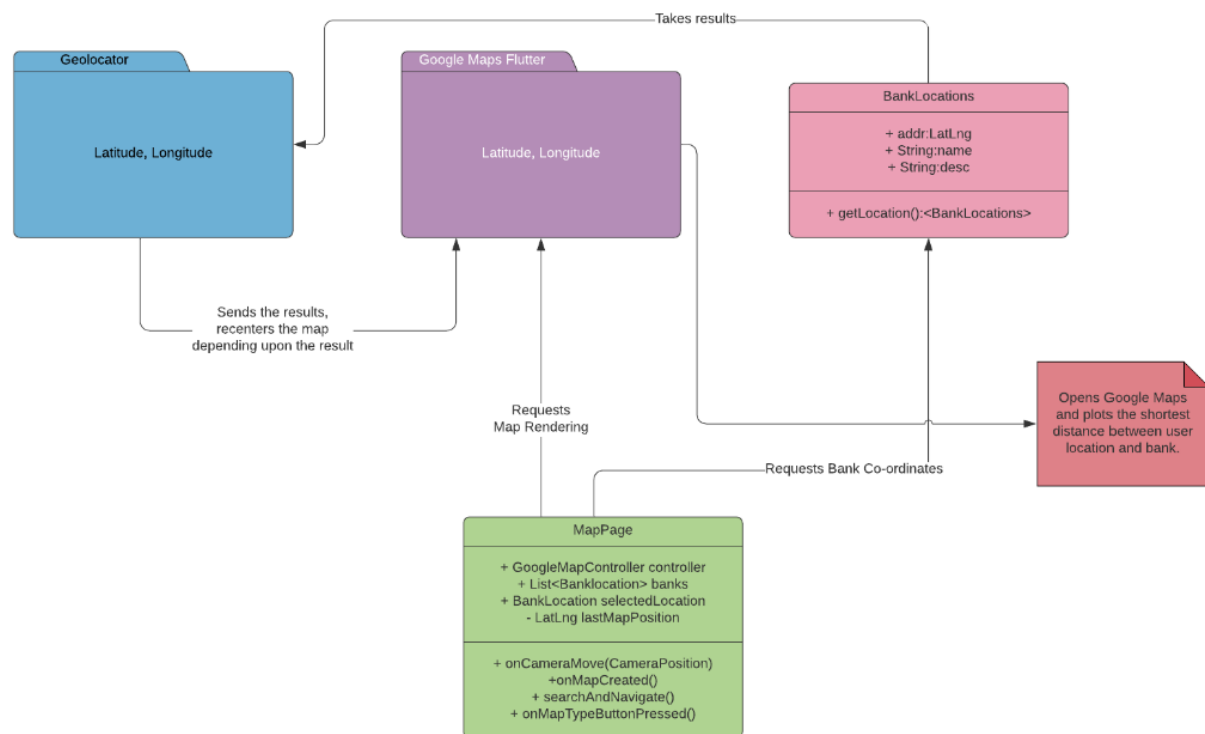 Takes results
Geolocator
Latitude, Longitude
Google Maps Flutter
Latitude, Longitude
BankLocations
+ addr:LatLng
+ String:name
+ String:desc
+ getLocation():<BankLocations>
Sends the results,
recenters the map
depending upon the result
Requests
Map Rendering
Requests Bank Co-ordinates
Opens Google Maps
and plots the shortest
distance between user
location and bank.
MapPage
+ GoogleMapController controller
+ List<Banklocation> banks
+ BankLocation selectedLocation
- LatLng lastMapPosition
+ onCameraMove(CameraPosition)
+onMapCreated()
+ searchAndNavigate()
+ onMapTypeButtonPressed()